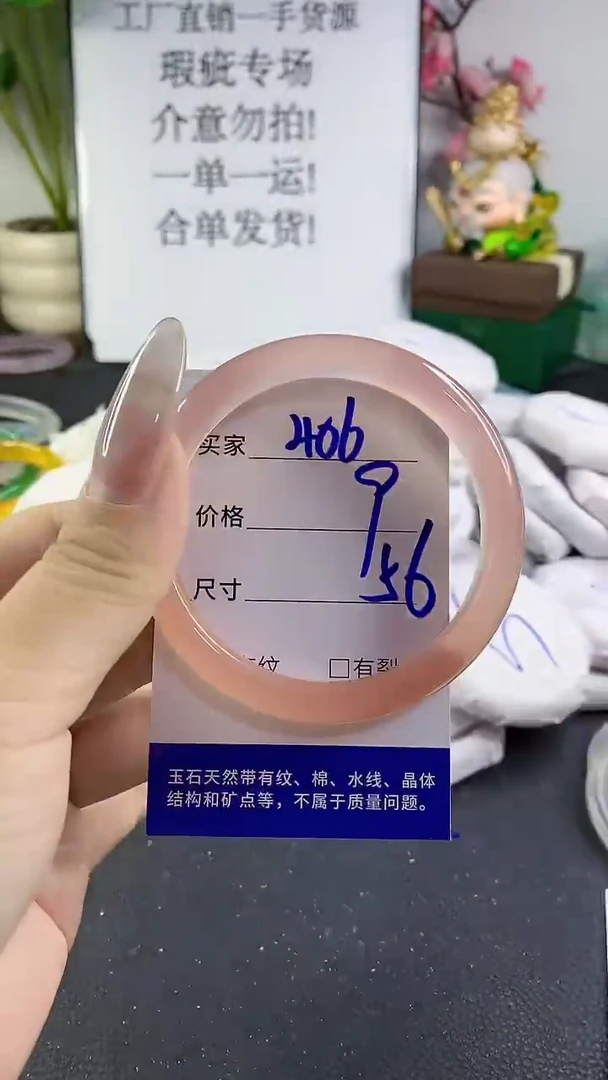 工厂直销一手货源
瑕疵专场
介意勿拍!
一单一运!
合单发货!
买家 406
价格 9
尺寸 56
纹 □有裂
玉石天然带有纹、棉、水线、晶体
结构和矿点等，不属于质量问题。